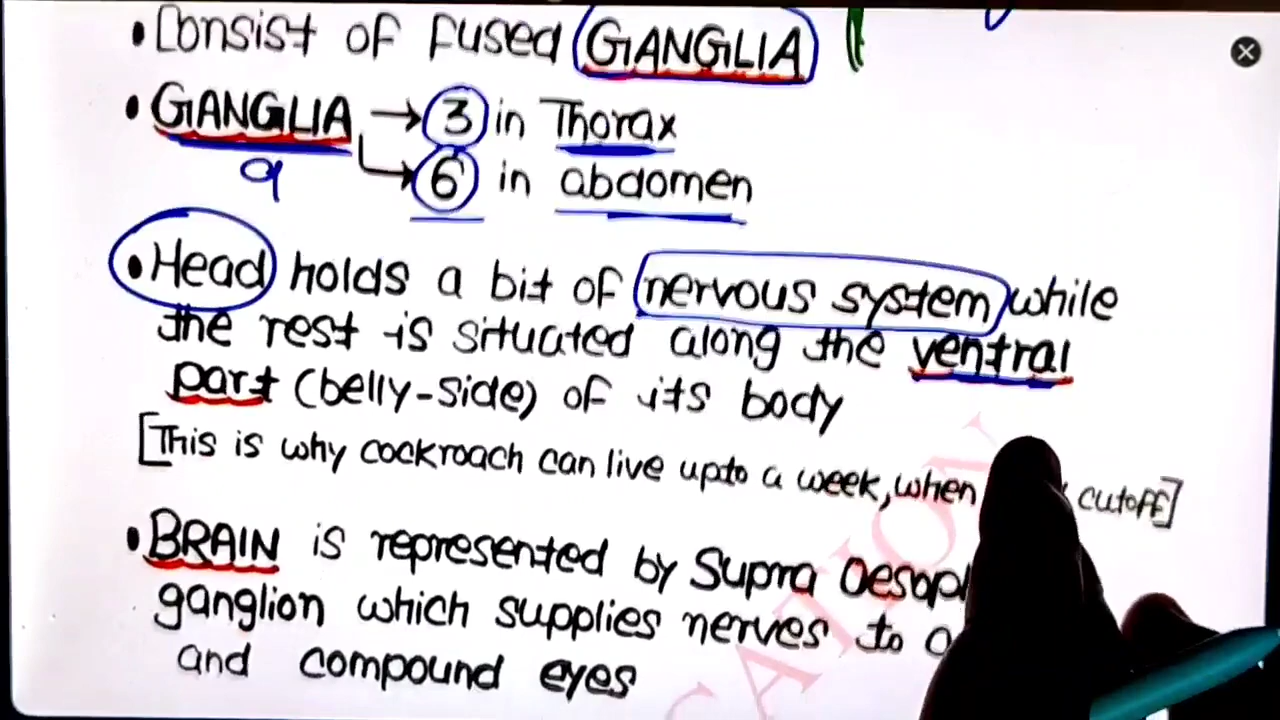 • Consist of fused GANGLIA
• GANGLIA → 3 in Thorax
9 → 6 in abdomen
• Head holds a bit of nervous system while
the rest is situated along the ventral
part (belly-side) of its body
[This is why cockroach can live upto a week, when cutoff]
• BRAIN is represented by Supra
ganglion which supplies nerves to
and compound eyes